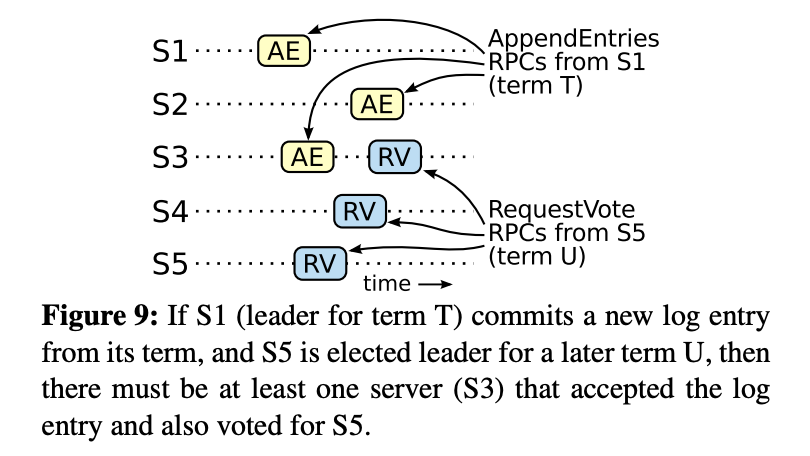 S1
AE
AppendEntries
RPCs from S1
(term T)
S2
AE
S3
AE
RV
S4
RV
RequestVote
RPCs from S5
(term U)
S5
RV
time
Figure 9: If S1 (leader for term T) commits a new log entry
from its term, and S5 is elected leader for a later term U, then
there must be at least one server (S3) that accepted the log
entry and also voted for S5.